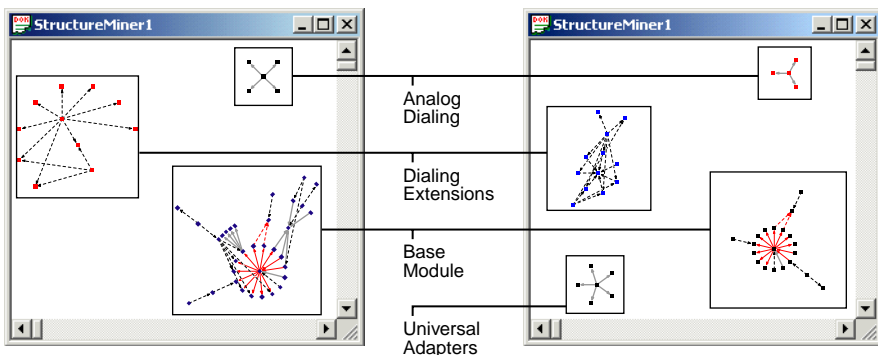 StructureMiner1
StructureMiner1
Analog
Dialing
Dialing
Extensions
Base
Module
Universal
Adapters